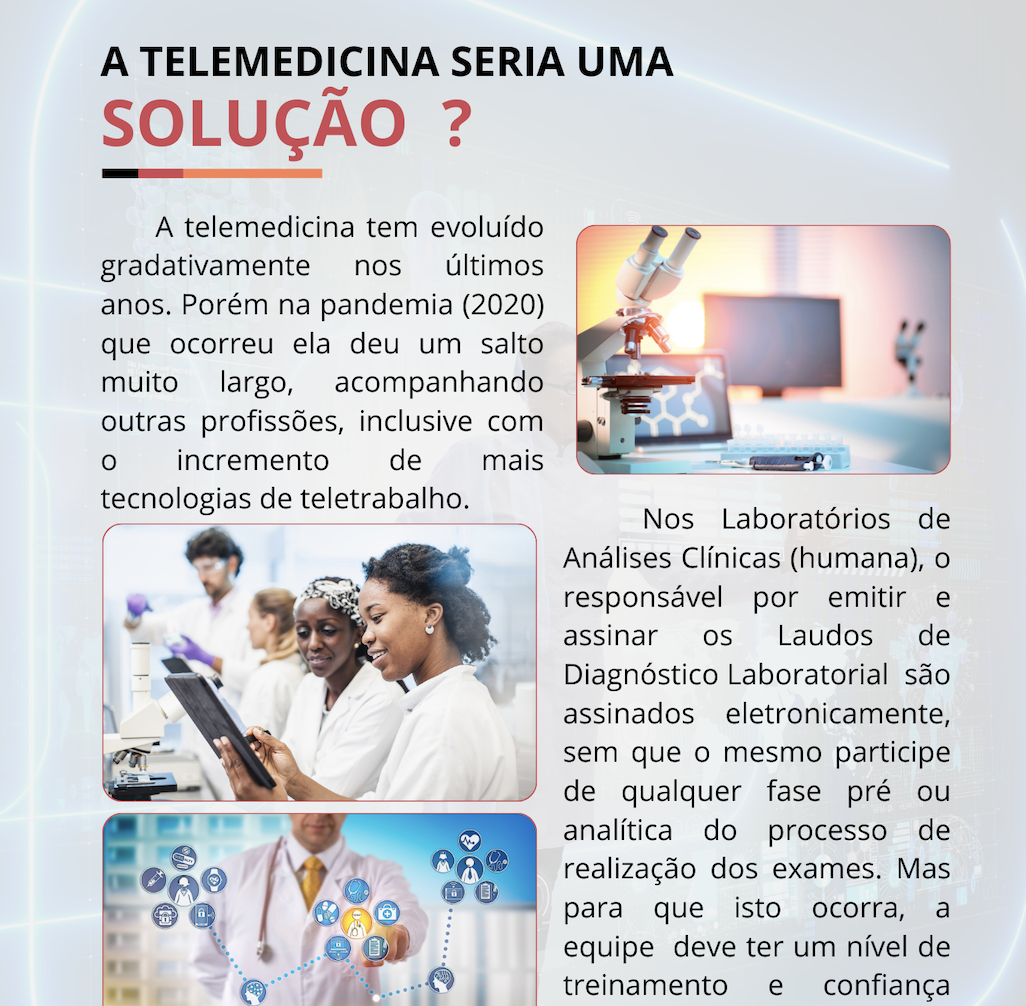 A TELEMEDICINA SERIA UMA
SOLUÇÃO ?
A telemedicina tem evoluído
gradativamente nos últimos
anos. Porém na pandemia (2020)
que ocorreu ela deu um salto
muito largo, acompanhando
outras profissões, inclusive com
o incremento de mais
tecnologias de teletrabalho.
Nos Laboratórios de
Análises Clínicas (humana), o
responsável por emitir e
assinar os Laudos de
Diagnóstico Laboratorial são
assinados eletronicamente,
sem que o mesmo participe
de qualquer fase pré ou
analítica do processo de
realização dos exames. Mas
para que isto ocorra, a
equipe deve ter um nível de
treinamento e confiança